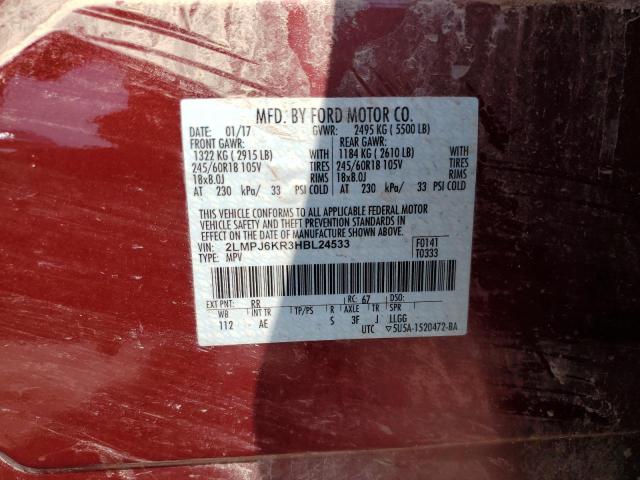 MFD. BY FORD MOTOR CO.
DATE: 01/17 GVWR: 2495 KG ( 5500 LB)
FRONT GAWR: REAR GAWR:
1322 KG ( 2915 LB) WITH 1184 KG ( 2610 LB) WITH
245/60R18 105V TIRES 245/60R18 105V TIRES
18x8.0J RIMS 18x8.0J RIMS
AT 230 kPa/ 33 PSI COLD AT 230 kPa/ 33 PSI COLD
THIS VEHICLE CONFORMS TO ALL APPLICABLE FEDERAL MOTOR
VEHICLE SAFETY AND THEFT PREVENTION STANDARDS IN
EFFECT ON THE DATE OF MANUFACTURE SHOWN ABOVE.
VIN: 2LMPJ6KR3HBL24533 F0141
TYPE: MPV T0333
EXT PNT: RR RC: 67 DSO:
WB INT TR TP/PS R AXLE TR SPR
112 AE S 3F J LLGG
UTC ▽5U5A-1520472-BA